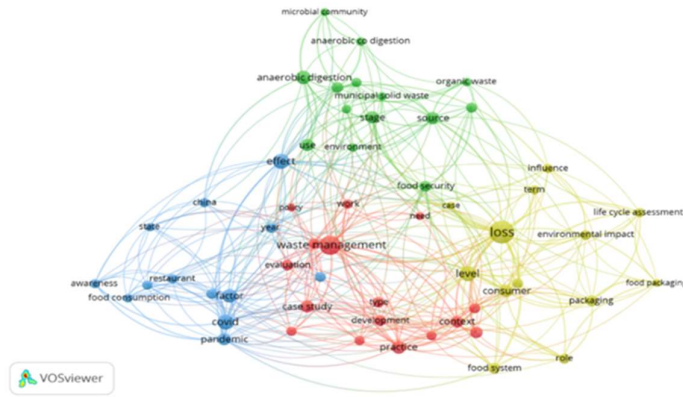 microbial community
anaerobic co digestion
anaerobic digestion
organic waste
municipal solid waste
stage
source
use
environment
effect
influence
food security
term
china
policy
work
case
need
life cycle assessment
state
year
loss
environmental impact
waste management
evaluation
level
awareness
restaurant
food consumption
factor
consumer
food packaging
type
packaging
case study
covid
development
context
pandemic
practice
role
food system
VOSviewer